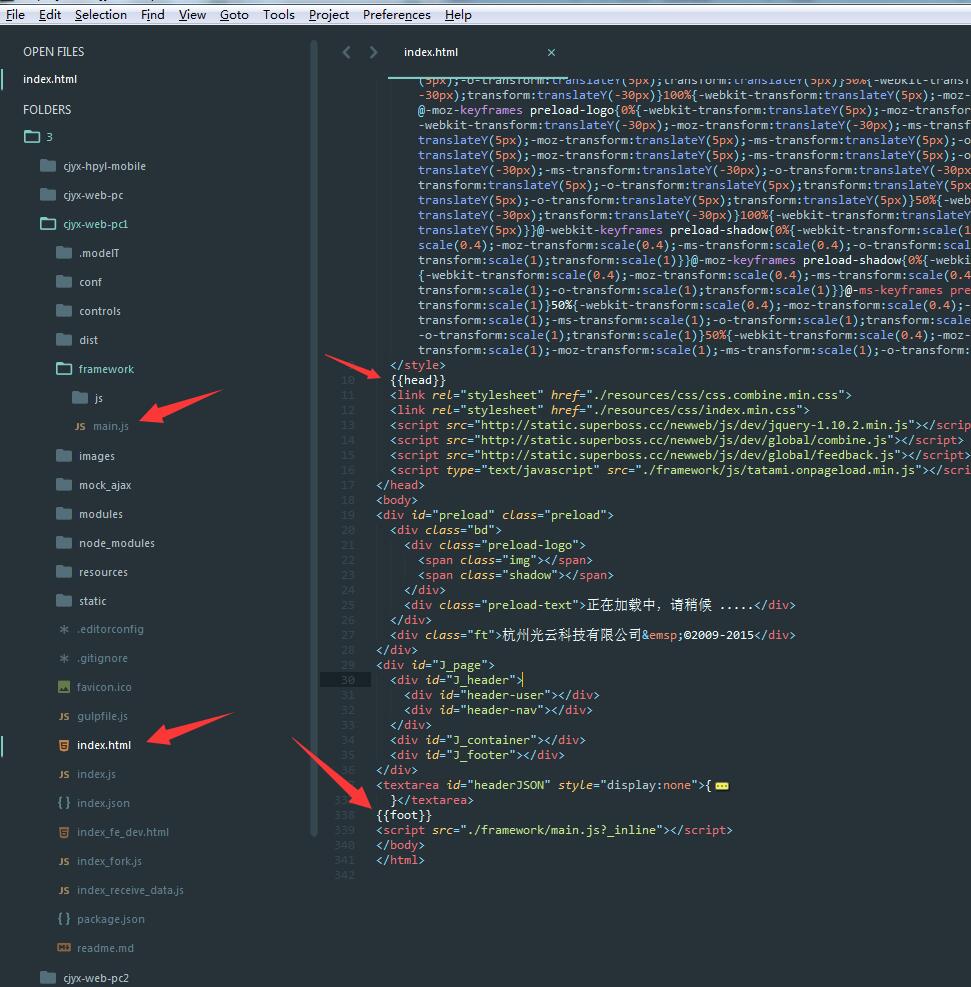 File Edit Selection Find View Goto Tools Project Preferences Help
OPEN FILES
index.html
FOLDERS
3
cjyx-hpyl-mobile
cjyx-web-pc
cjyx-web-pc1
.modelT
conf
controls
dist
framework
js
JS main.js
images
mock_ajax
modules
node_modules
resources
static
.editorconfig
.gitignore
favicon.ico
JS gulpfile.js
index.html
JS index.js
{} index.json
index_fe_dev.html
JS index_fork.js
JS index_receive_data.js
{} package.json
readme.md
cjyx-web-pc2
index.html ×
(5px);-o-transform:translateY(5px);transform:translateY(5px)}50%{-webkit-transform:translateY(
-30px);transform:translateY(-30px)}100%{-webkit-transform:translateY(5px);-moz-
@-moz-keyframes preload-logo{0%{-webkit-transform:translateY(5px);-moz-transform
-webkit-transform:translateY(-30px);-moz-transform:translateY(-30px);-ms-transf
translateY(5px);-moz-transform:translateY(5px);-ms-transform:translateY(5px);-o
translateY(5px);-moz-transform:translateY(5px);-ms-transform:translateY(5px);-o
translateY(-30px);-ms-transform:translateY(-30px);-o-transform:translateY(-30px
transform:translateY(5px);-o-transform:translateY(5px);transform:translateY(5px
translateY(5px);-o-transform:translateY(5px);transform:translateY(5px)}50%{-web
translateY(-30px);transform:translateY(-30px)}100%{-webkit-transform:translateY
translateY(5px)}}@-webkit-keyframes preload-shadow{0%{-webkit-transform:scale(1
scale(0.4);-moz-transform:scale(0.4);-ms-transform:scale(0.4);-o-transform:scale
transform:scale(1);transform:scale(1)}}@-moz-keyframes preload-shadow{0%{-webki
{-webkit-transform:scale(0.4);-moz-transform:scale(0.4);-ms-transform:scale(0.4
transform:scale(1);-o-transform:scale(1);transform:scale(1)}}@-ms-keyframes pre
transform:scale(1)}50%{-webkit-transform:scale(0.4);-moz-transform:scale(0.4);-
transform:scale(1);-ms-transform:scale(1);-o-transform:scale(1);transform:scale
-o-transform:scale(1);transform:scale(1)}50%{-webkit-transform:scale(0.4);-moz-
transform:scale(1);-moz-transform:scale(1);-ms-transform:scale(1);-o-transform:
</style>
10 {{head}}
11 <link rel="stylesheet" href="./resources/css/css.combine.min.css">
12 <link rel="stylesheet" href="./resources/css/index.min.css">
13 <script src="http://static.superboss.cc/newweb/js/dev/jquery-1.10.2.min.js"></scrip
14 <script src="http://static.superboss.cc/newweb/js/dev/global/combine.js"></script>
15 <script src="http://static.superboss.cc/newweb/js/dev/global/feedback.js"></script>
16 <script type="text/javascript" src="./framework/js/tatami.onpageload.min.js"></scri
17 </head>
18 <body>
19 <div id="preload" class="preload">
20 <div class="bd">
21 <div class="preload-logo">
22 <span class="img"></span>
23 <span class="shadow"></span>
24 </div>
25 <div class="preload-text">正在加载中，请稍候 .....</div>
26 </div>
27 <div class="ft">杭州光云科技有限公司&emsp;©2009-2015</div>
28 </div>
29 <div id="J_page">
30 <div id="J_header">
31 <div id="header-user"></div>
32 <div id="header-nav"></div>
33 </div>
34 <div id="J_container"></div>
35 <div id="J_footer"></div>
36 </div>
<textarea id="headerJSON" style="display:none">{
}</textarea>
338 {{foot}}
339 <script src="./framework/main.js?_inline"></script>
340 </body>
341 </html>
342